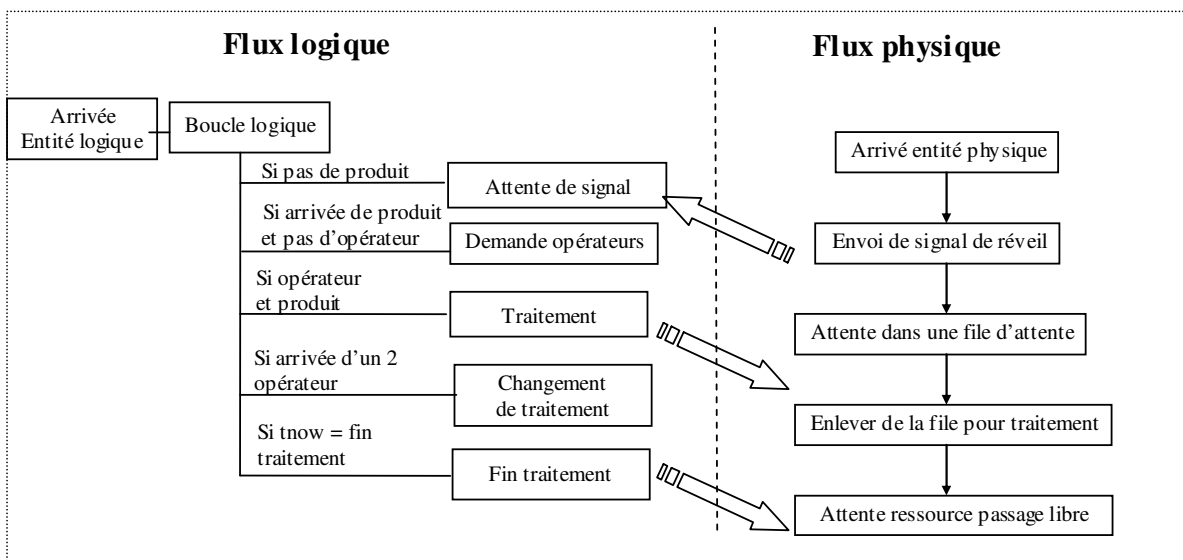 Flux logique
Arrivée
Entité logique
Boucle logique
Si pas de produit
Attente de signal
Si arrivée de produit
et pas d'opérateur
Demande opérateurs
Si opérateur
et produit
Traitement
Si arrivée d'un 2
opérateur
Changement
de traitement
Si tnow = fin
traitement
Fin traitement
Flux physique
Arrivé entité physique
Envoi de signal de réveil
Attente dans une file d'attente
Enlever de la file pour traitement
Attente ressource passage libre